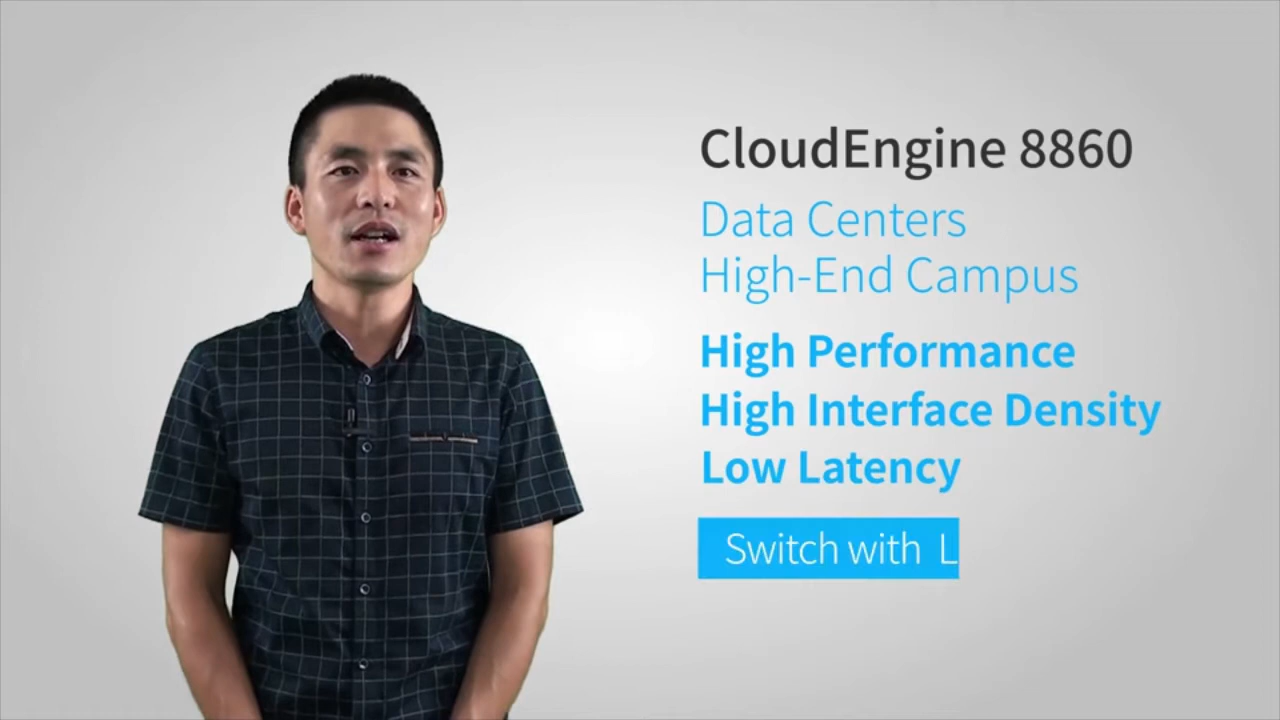 CloudEngine 8860
Data Centers
High-End Campus
High Performance
High Interface Density
Low Latency
Switch with L